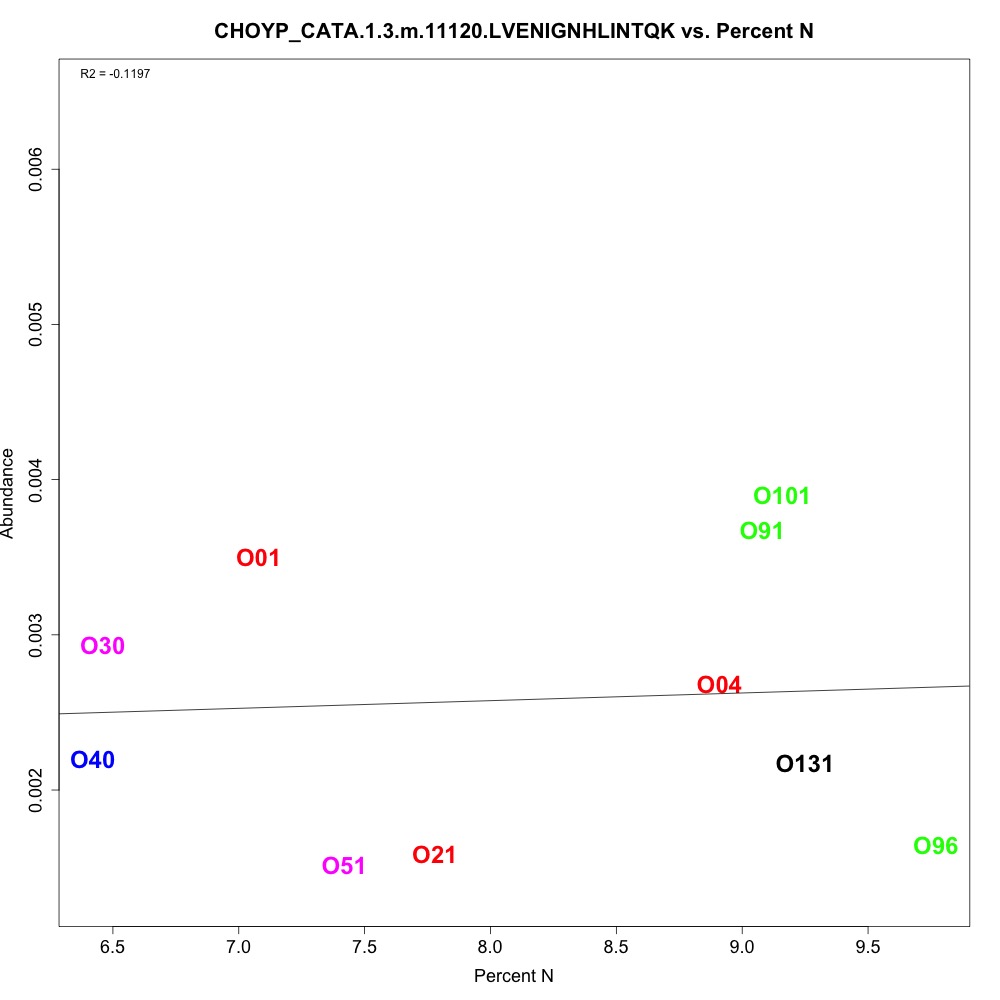 CHOYP_CATA.1.3.m.11120.LVENIGNHLINTQK vs. Percent N
R2 = -0.1197
0.006
0.005
0.004
0.003
0.002
Abundance
O101
O91
O01
O30
O04
O40
O131
O96
O21
O51
6.5 7.0 7.5 8.0 8.5 9.0 9.5
Percent N